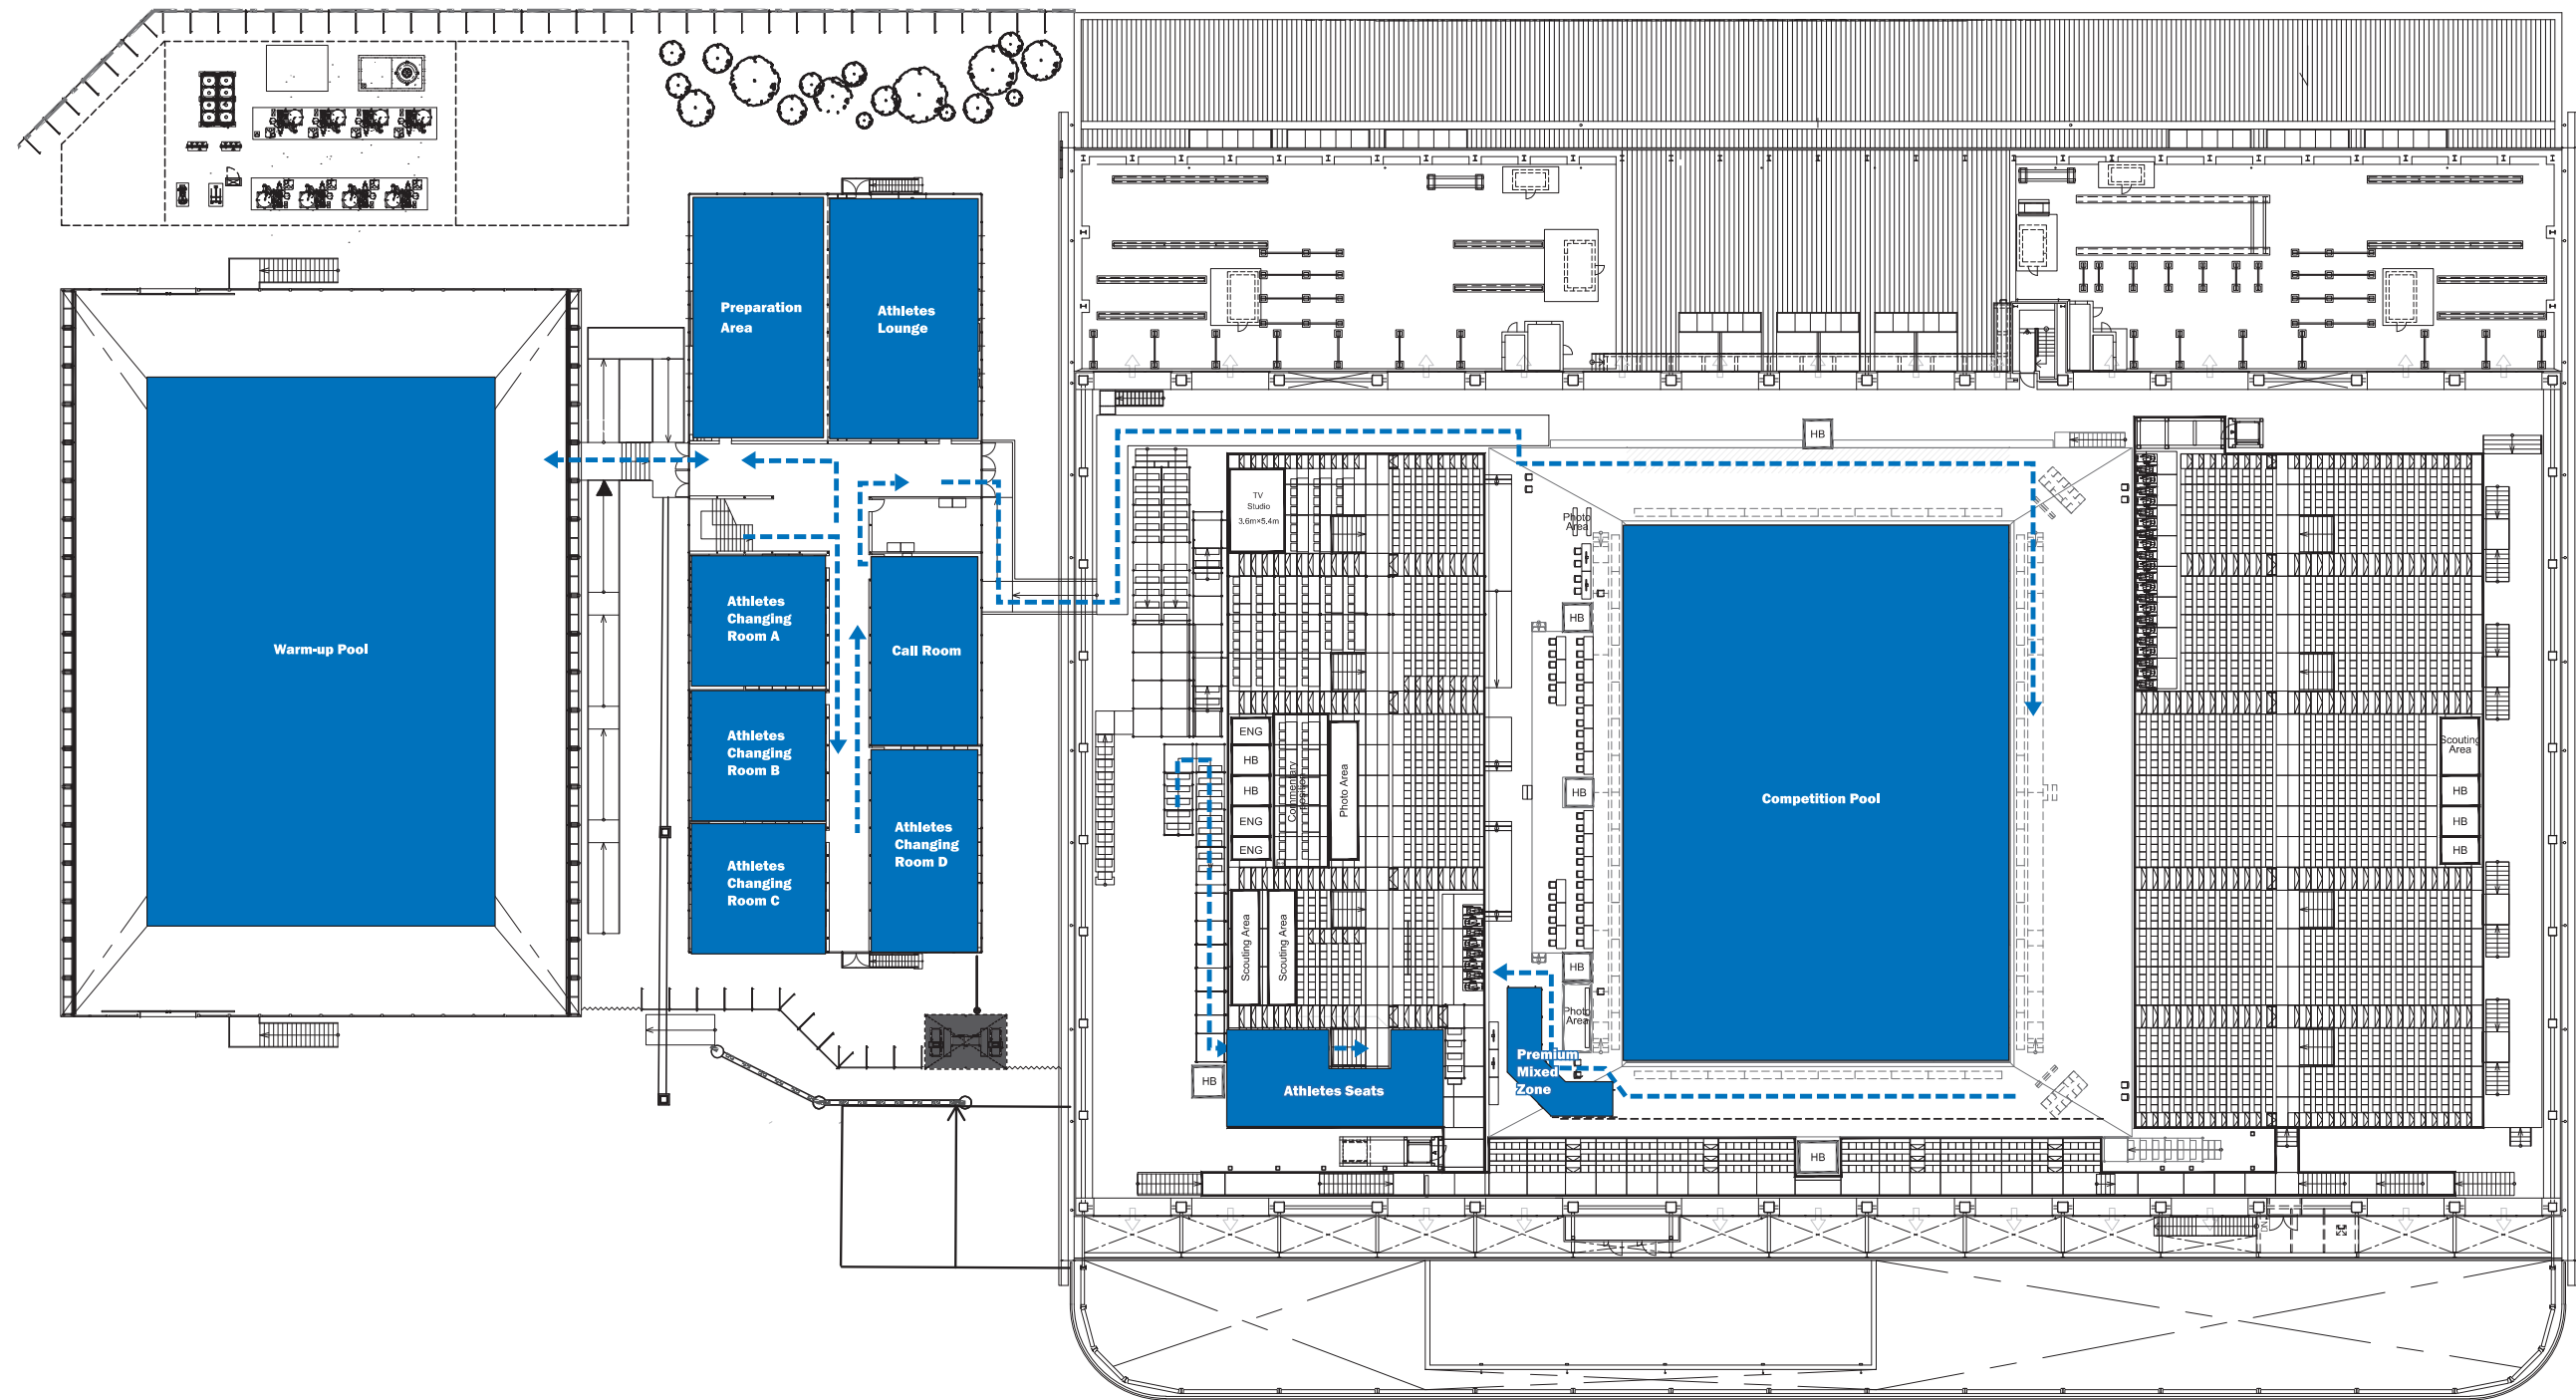 Preparation
Area
Athletes
Lounge
Warm-up Pool
Athletes
Changing
Room A
Call Room
Athletes
Changing
Room B
Athletes
Changing
Room D
Athletes
Changing
Room C
TV
Studio
3.6m×5.4m
HB
Photo
Area
HB
ENG
HB
HB
ENG
ENG
Commentary
Position
Photo Area
HB
Competition Pool
Scouting
Area
HB
HB
HB
Scouting Area
Scouting Area
HB
Photo
Area
HB
Athletes Seats
Premium
Mixed
Zone
HB
DN